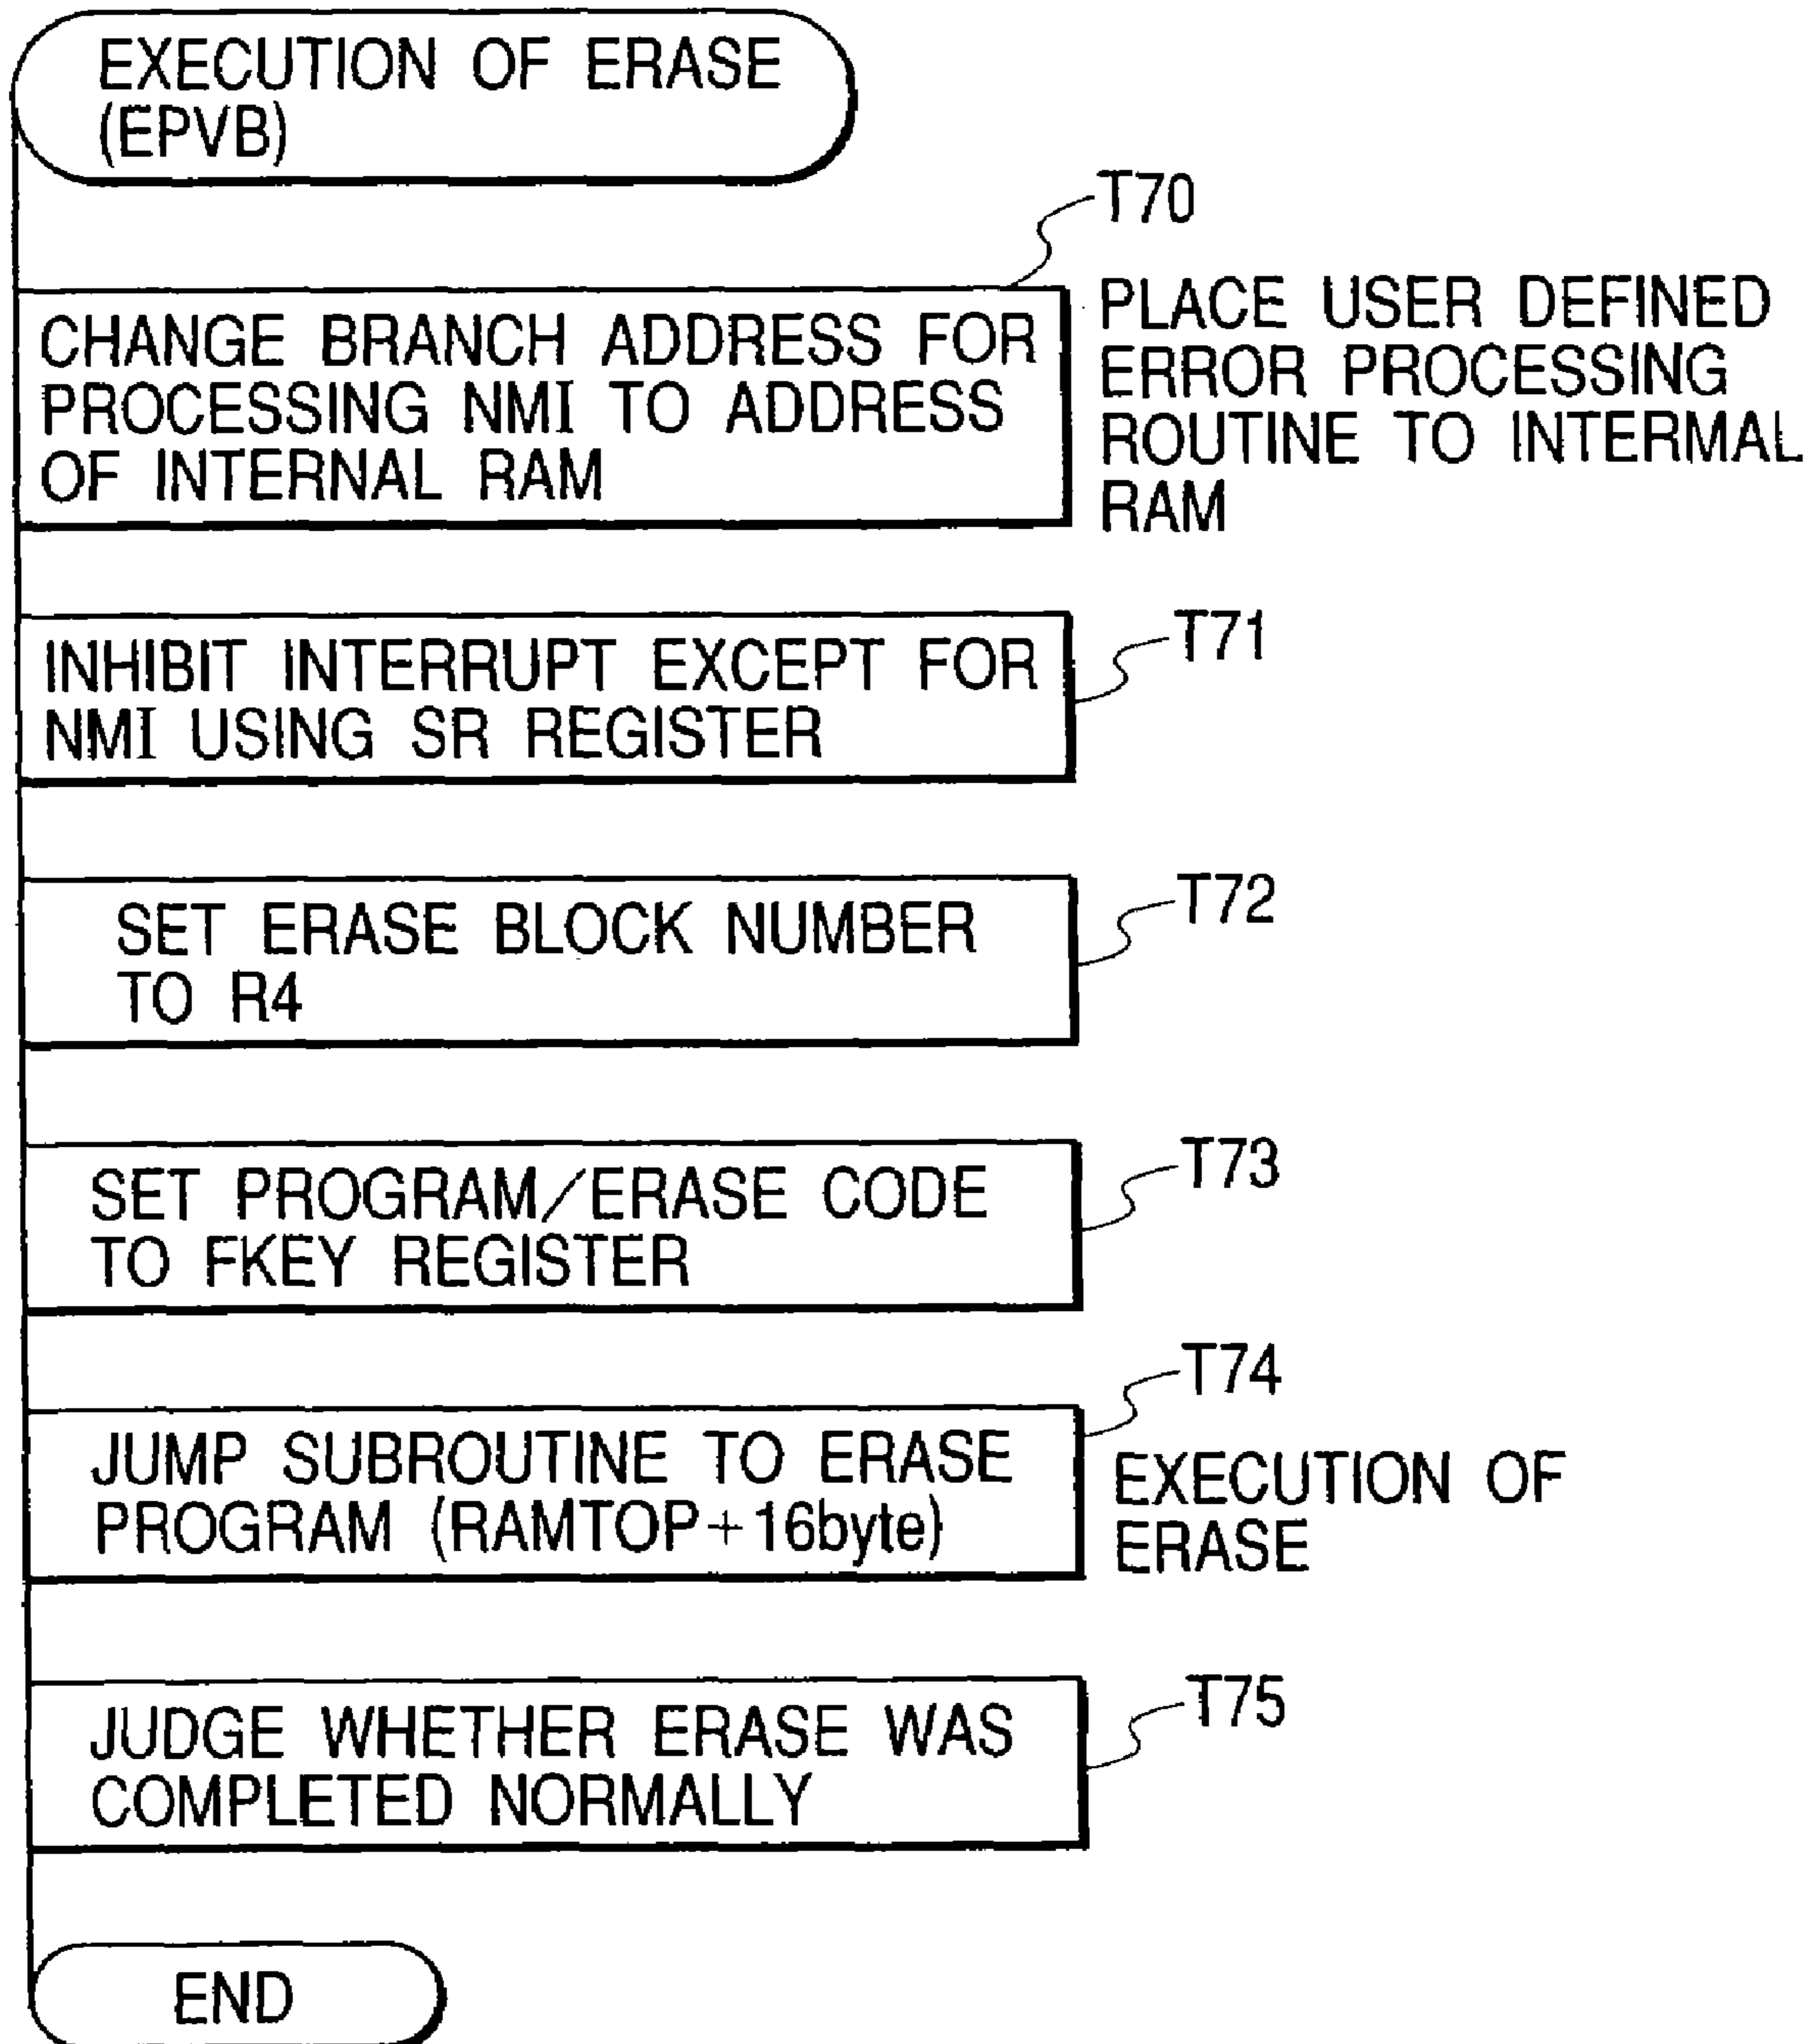 EXECUTION OF ERASE
(EPVB)
T70
CHANGE BRANCH ADDRESS FOR
PROCESSING NMI TO ADDRESS
OF INTERNAL RAM
PLACE USER DEFINED
ERROR PROCESSING
ROUTINE TO INTERMAL
RAM
T71
INHIBIT INTERRUPT EXCEPT FOR
NMI USING SR REGISTER
T72
SET ERASE BLOCK NUMBER
TO R4
T73
SET PROGRAM/ERASE CODE
TO FKEY REGISTER
T74
JUMP SUBROUTINE TO ERASE
PROGRAM (RAMTOP+16byte)
EXECUTION OF
ERASE
T75
JUDGE WHETHER ERASE WAS
COMPLETED NORMALLY
END